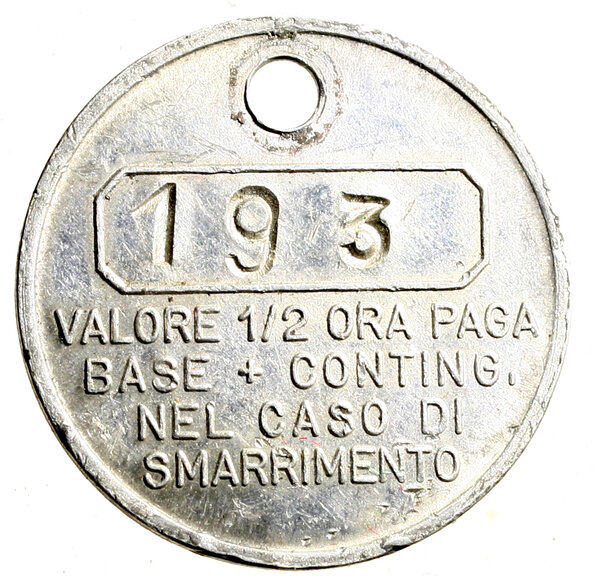 193
VALORE 1/2 ORA PAGA
BASE + CONTING.
NEL CASO DI
SMARRIMENTO